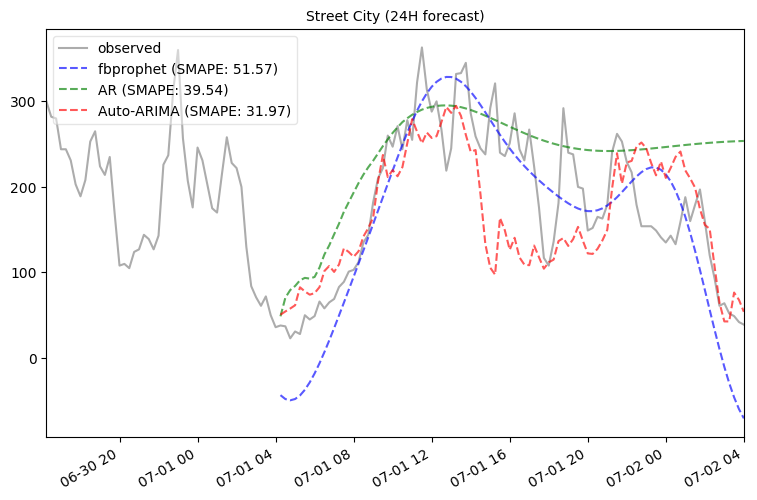 Street City (24H forecast)
observed
fbprophet (SMAPE: 51.57)
AR (SMAPE: 39.54)
Auto-ARIMA (SMAPE: 31.97)
300
200
100
0
06-30 20
07-01 00
07-01 04
07-01 08
07-01 12
07-01 16
07-01 20
07-02 00
07-02 04